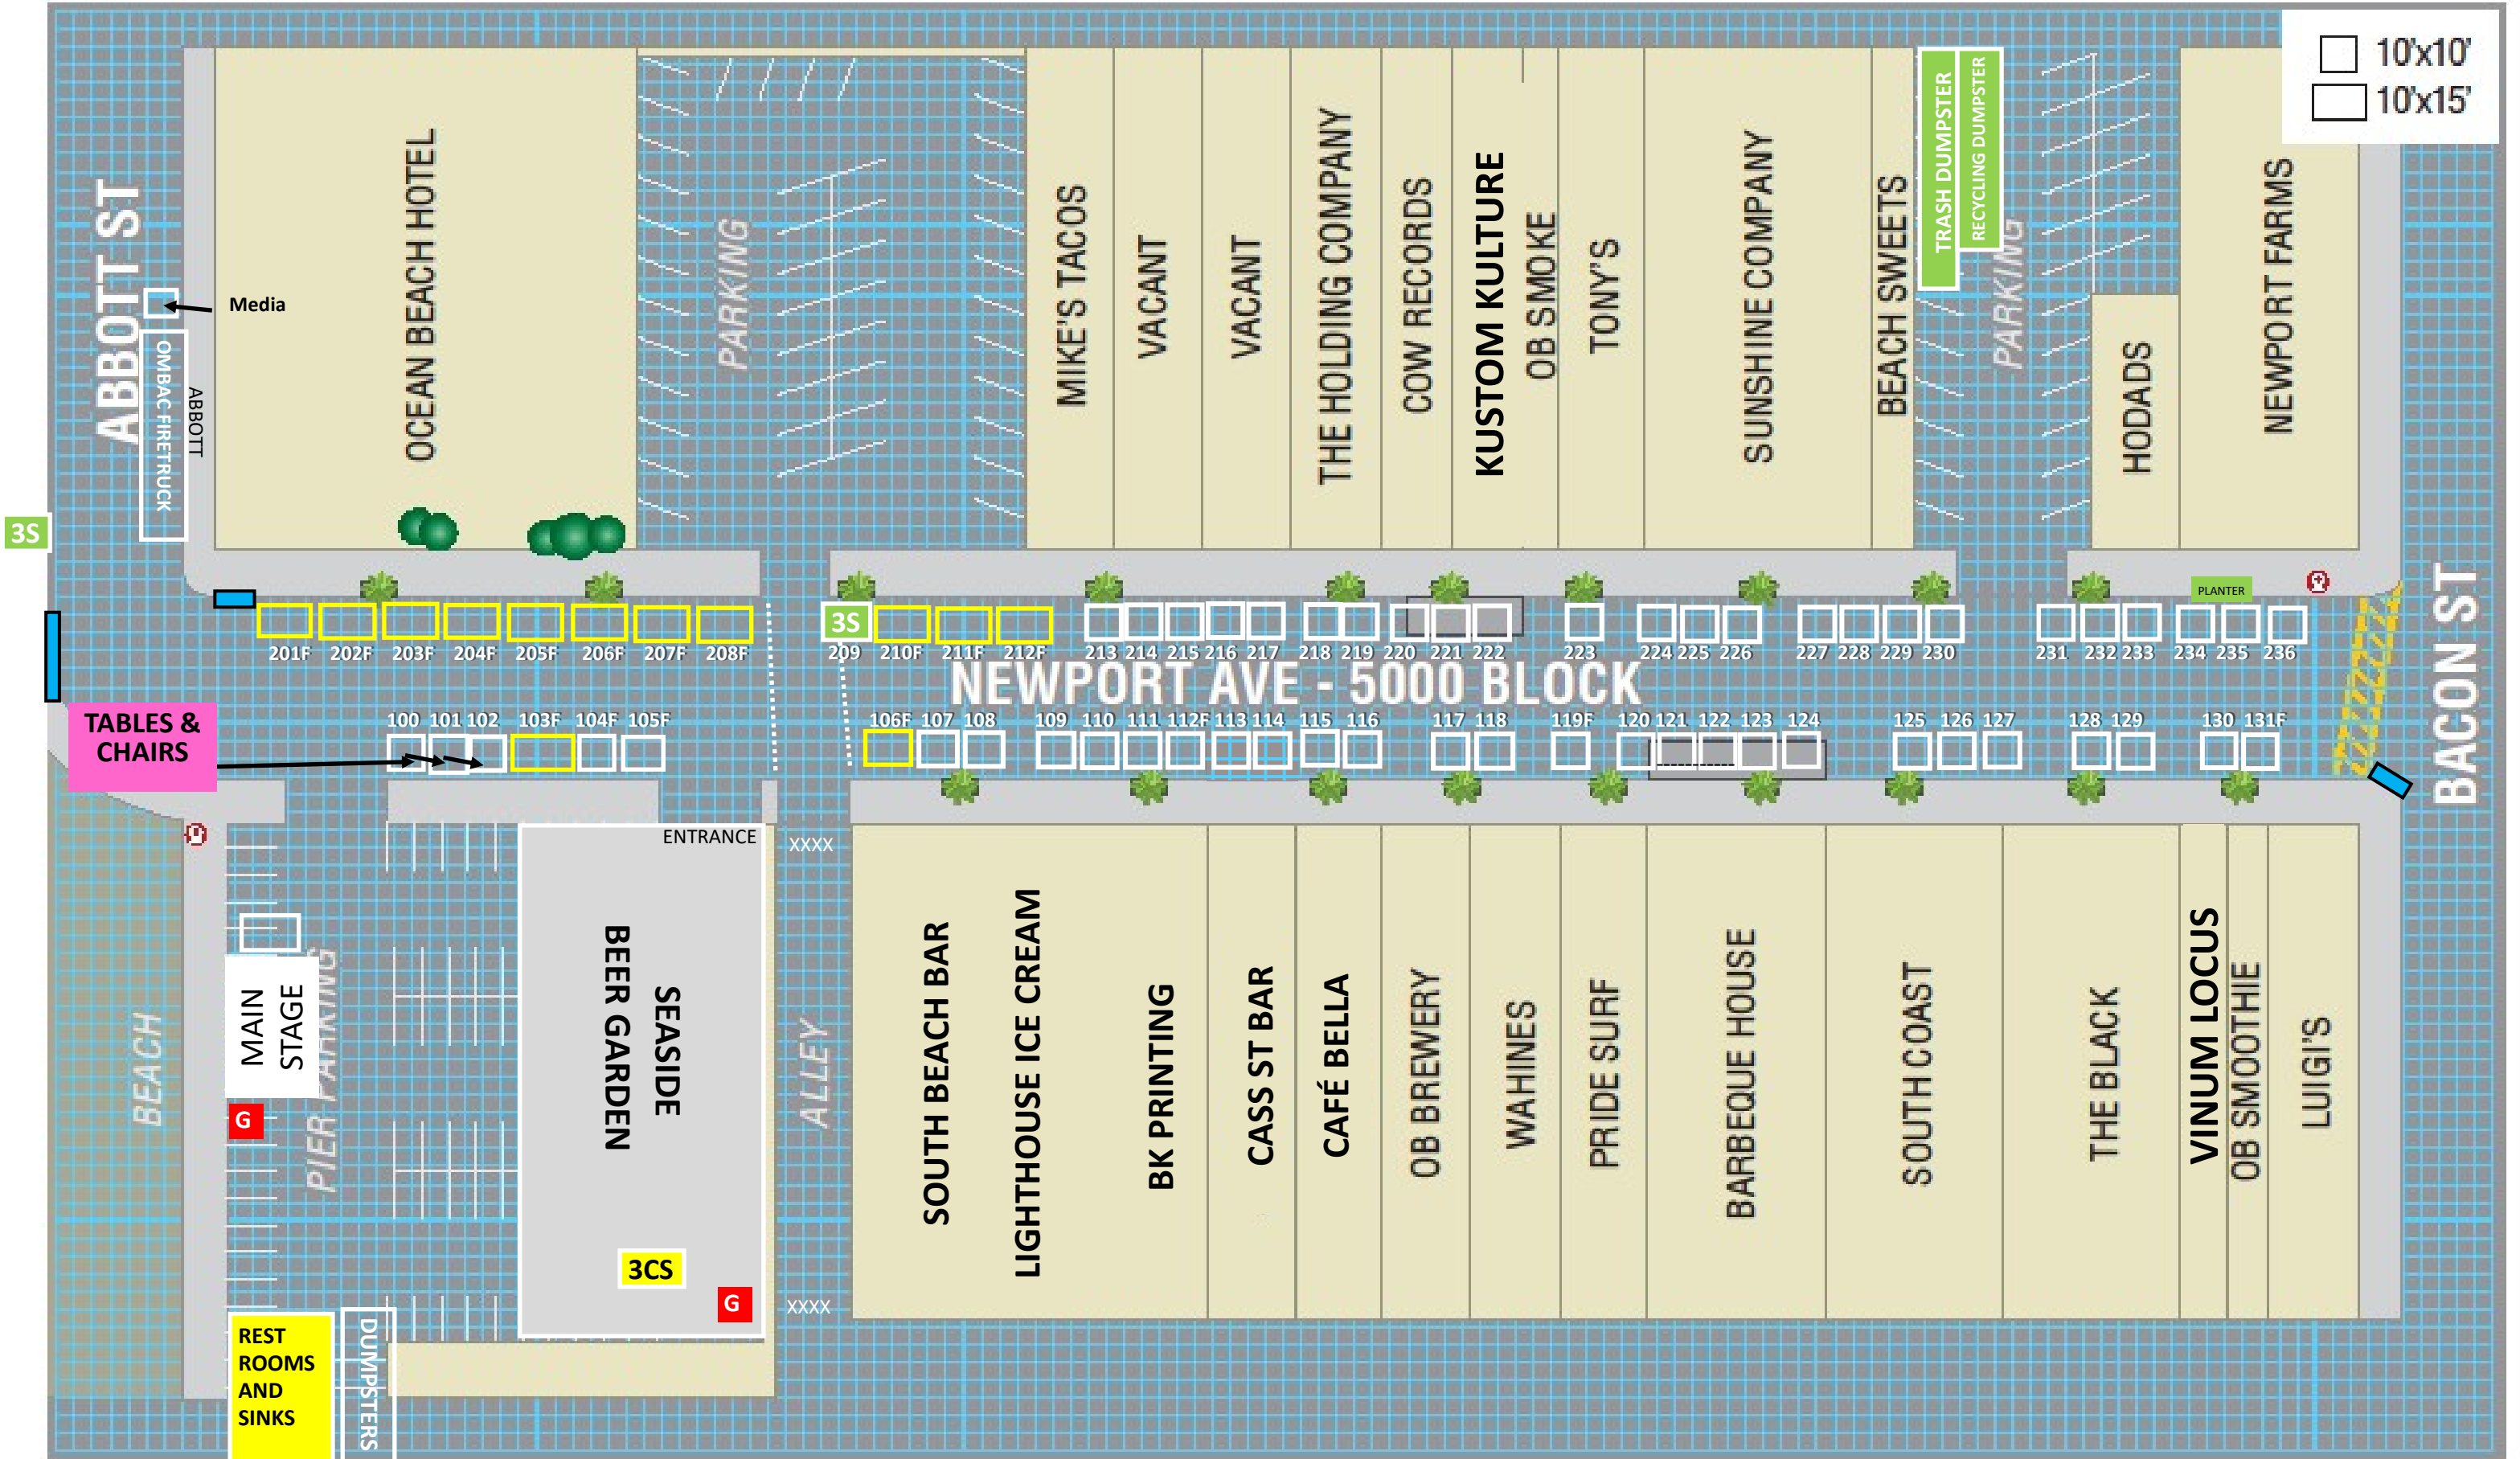 10'x10'
10'x15'
ABBOTT ST
Media
OMBAC FIRETRUCK
ABBOTT
OCEAN BEACH HOTEL
PARKING
MIKE'S TACOS
VACANT
VACANT
THE HOLDING COMPANY
COW RECORDS
KUSTOM KULTURE
OB SMOKE
TONY'S
SUNSHINE COMPANY
BEACH SWEETS
TRASH DUMPSTER
RECYCLING DUMPSTER
PARKING
HODADS
NEWPORT FARMS
3S
PLANTER
3S
201F 202F 203F 204F 205F 206F 207F 208F 209 210F 211F 212F 213 214 215 216 217 218 219 220 221 222 223 224 225 226 227 228 229 230 231 232 233 234 235 236
NEWPORT AVE - 5000 BLOCK
BACON ST
TABLES &
CHAIRS
100 101 102 103F 104F 105F 106F 107 108 109 110 111 112F 113 114 115 116 117 118 119F 120 121 122 123 124 125 126 127 128 129 130 131F
ENTRANCE
XXXX
BEACH
MAIN
STAGE
PIER PARKING
G
SEASIDE
BEER GARDEN
3CS
G
ALLEY
XXXX
SOUTH BEACH BAR
LIGHTHOUSE ICE CREAM
BK PRINTING
CASS ST BAR
CAFÉ BELLA
OB BREWERY
WAHINES
PRIDE SURF
BARBEQUE HOUSE
SOUTH COAST
THE BLACK
VINUM LOCUS
OB SMOOTHIE
LUIGI'S
REST
ROOMS
AND
SINKS
DUMPSTERS